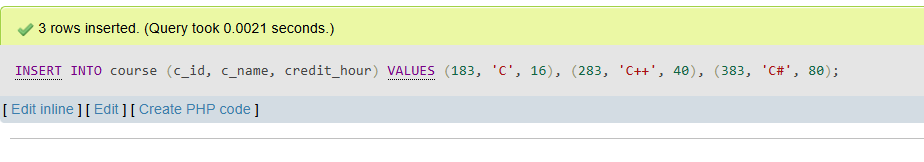 3 rows inserted. (Query took 0.0021 seconds.)
INSERT INTO course (c_id, c_name, credit_hour) VALUES (183, 'C', 16), (283, 'C++', 40), (383, 'C#', 80);
[ Edit inline ] [ Edit ] [ Create PHP code ]